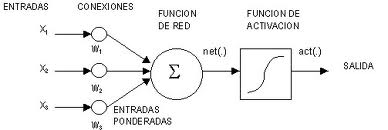 ENTRADAS
CONEXIONES
FUNCION
DE RED
FUNCION DE
ACTIVACION
X1
W1
X2
W2
X3
W3
ENTRADAS
PONDERADAS
Σ
net(.)
act(.)
SALIDA